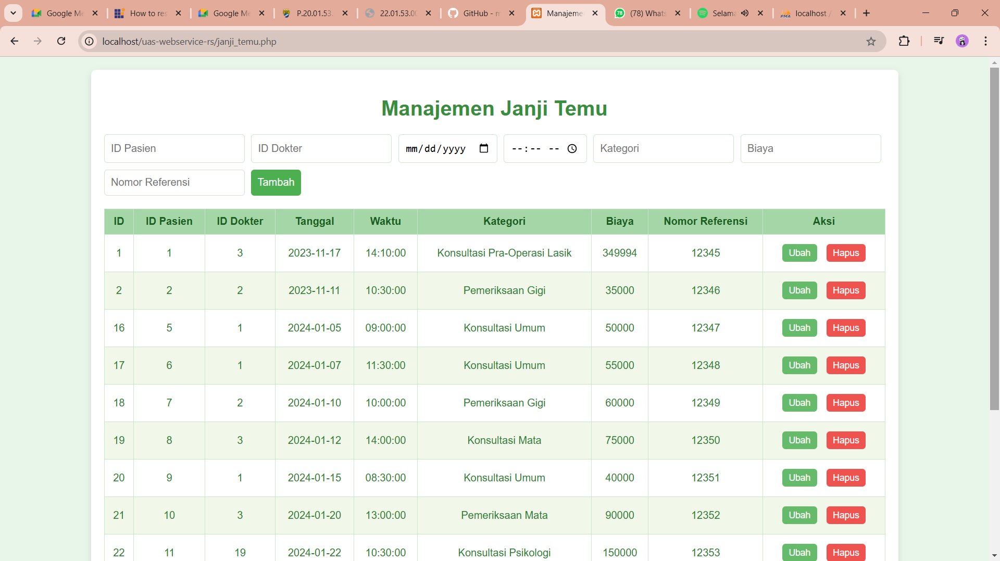 Google Me How to res Google Me P.20.01.53. 22.01.53.00 GitHub - m Manajeme (78) Whats Selama localhost /
localhost/uas-webservice-rs/janji_temu.php
Manajemen Janji Temu
ID Pasien ID Dokter mm/dd/yyyy --:-- -- Kategori Biaya
Nomor Referensi Tambah
ID ID Pasien ID Dokter Tanggal Waktu Kategori Biaya Nomor Referensi Aksi
1 1 3 2023-11-17 14:10:00 Konsultasi Pra-Operasi Lasik 349994 12345 Ubah Hapus
2 2 2 2023-11-11 10:30:00 Pemeriksaan Gigi 35000 12346 Ubah Hapus
16 5 1 2024-01-05 09:00:00 Konsultasi Umum 50000 12347 Ubah Hapus
17 6 1 2024-01-07 11:30:00 Konsultasi Umum 55000 12348 Ubah Hapus
18 7 2 2024-01-10 10:00:00 Pemeriksaan Gigi 60000 12349 Ubah Hapus
19 8 3 2024-01-12 14:00:00 Konsultasi Mata 75000 12350 Ubah Hapus
20 9 1 2024-01-15 08:30:00 Konsultasi Umum 40000 12351 Ubah Hapus
21 10 3 2024-01-20 13:00:00 Pemeriksaan Mata 90000 12352 Ubah Hapus
22 11 19 2024-01-22 10:30:00 Konsultasi Psikologi 150000 12353 Ubah Hapus